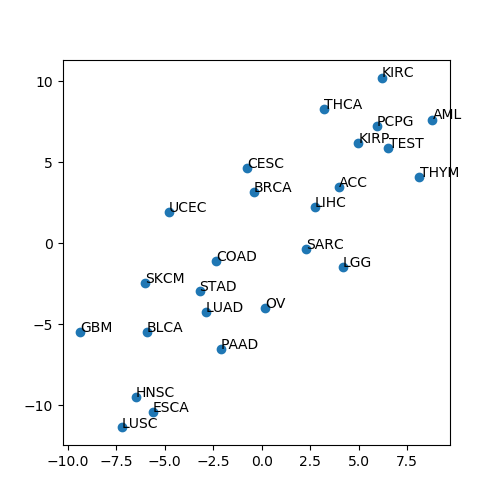 KIRC
10
THCA
AML
PCPG
KIRP
TEST
5
CESC
THYM
ACC
BRCA
LIHC
UCEC
0
SARC
COAD
LGG
SKCM
STAD
OV
LUAD
−5
GBM
BLCA
PAAD
HNSC
−10
ESCA
LUSC
−10.0 −7.5 −5.0 −2.5 0.0 2.5 5.0 7.5